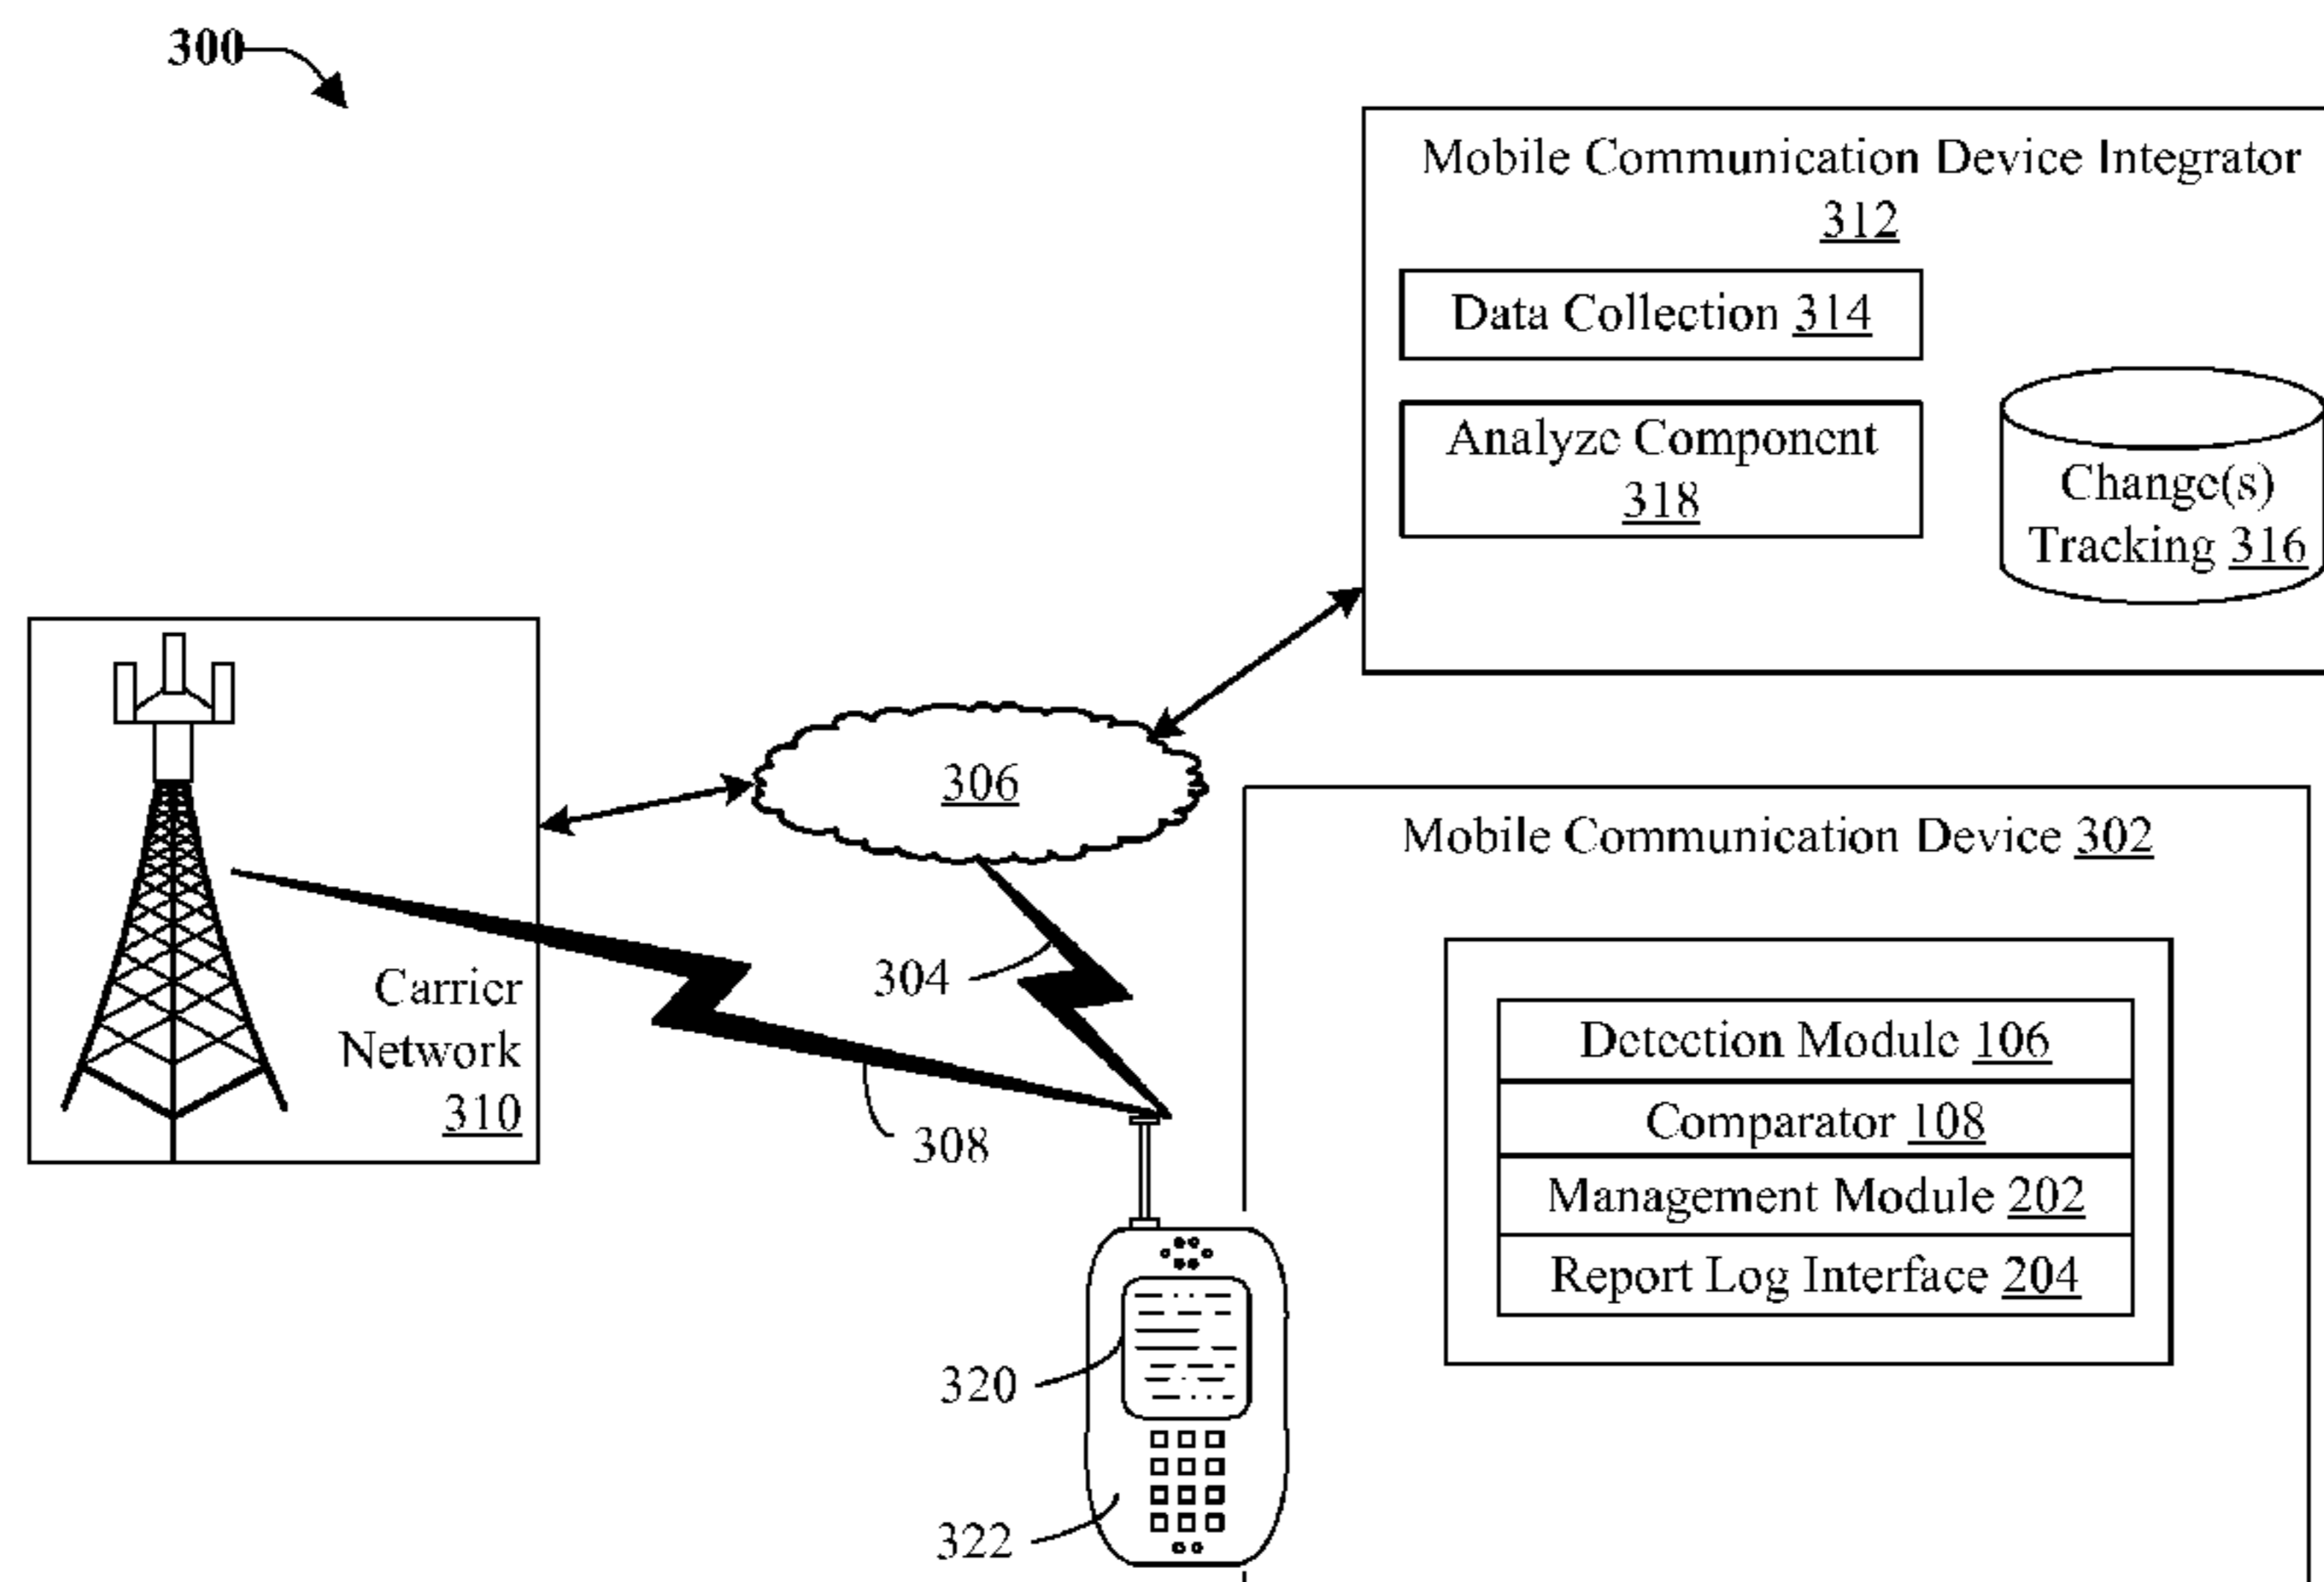 300
Mobile Communication Device Integrator
312
Data Collection 314
Analyze Component
318
Change(s)
Tracking 316
306
Mobile Communication Device 302
304
Carrier
Network
310
308
Detection Module 106
Comparator 108
Management Module 202
Report Log Interface 204
320
322